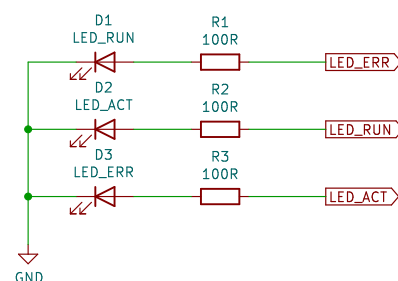 D1
LED_RUN
R1
100R
LED_ERR
D2
LED_ACT
R2
100R
LED_RUN
D3
LED_ERR
R3
100R
LED_ACT
GND